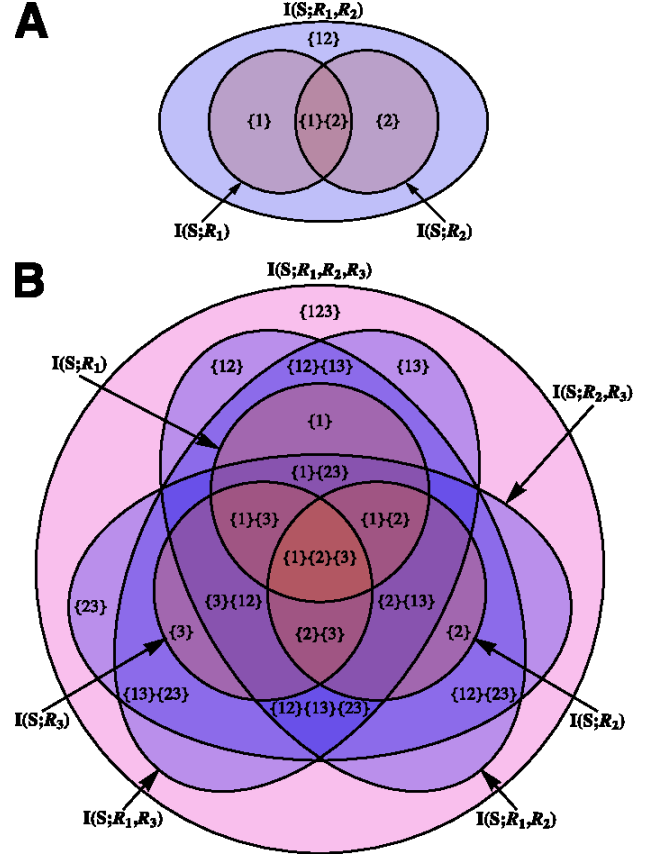 A
I(S;R₁,R₂)
{12}
{1} {1}{2} {2}
I(S;R₁) I(S;R₂)
B
I(S;R₁,R₂,R₃)
{123}
I(S;R₁) {12} {12}{13} {13}
I(S;R₂,R₃)
{1}
{1}{23}
{1}{3} {1}{2}
{1}{2}{3}
{23} {3}{12} {2}{13}
{3} {2}{3} {2}
{13}{23} {12}{23}
{12}{13}{23}
I(S;R₃) I(S;R₂)
I(S;R₁,R₃) I(S;R₁,R₂)